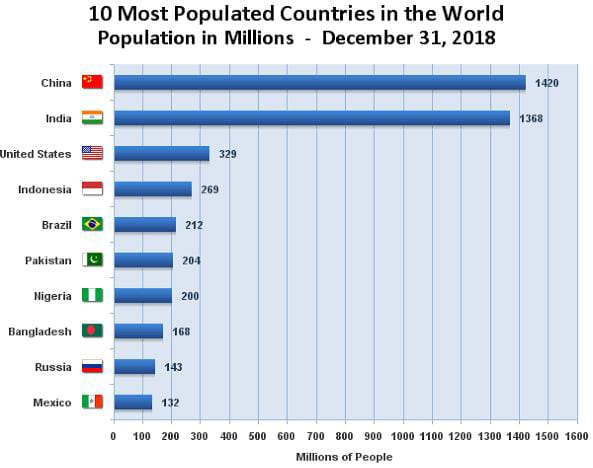 10 Most Populated Countries in the World
Population in Millions - December 31, 2018
China 1420
India 1368
United States 329
Indonesia 269
Brazil 212
Pakistan 204
Nigeria 200
Bangladesh 168
Russia 143
Mexico 132
0 100 200 300 400 500 600 700 800 900 1000 1100 1200 1300 1400 1500 1600
Millions of People